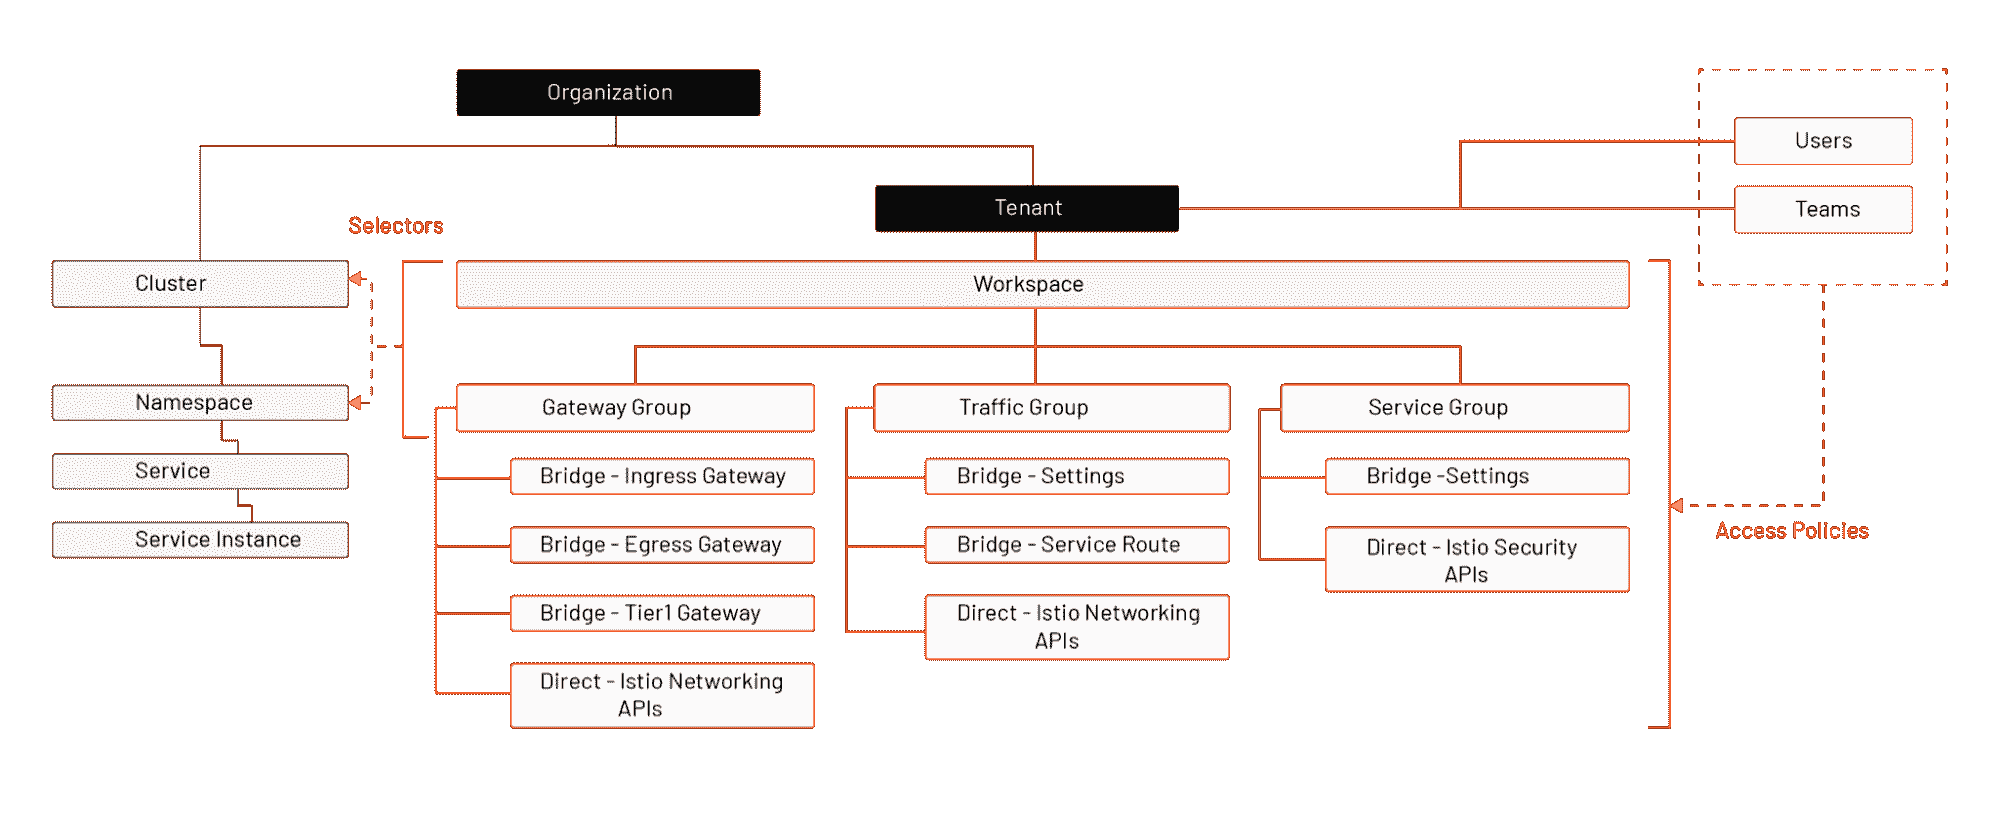 Organization
Users
Tenant
Teams
Selectors
Cluster
Workspace
Namespace
Gateway Group
Traffic Group
Service Group
Service
Bridge - Ingress Gateway
Bridge - Settings
Bridge -Settings
Service Instance
Bridge - Egress Gateway
Bridge - Service Route
Direct - Istio Security
APIs
Access Policies
Bridge - Tier1 Gateway
Direct - Istio Networking
APIs
Direct - Istio Networking
APIs